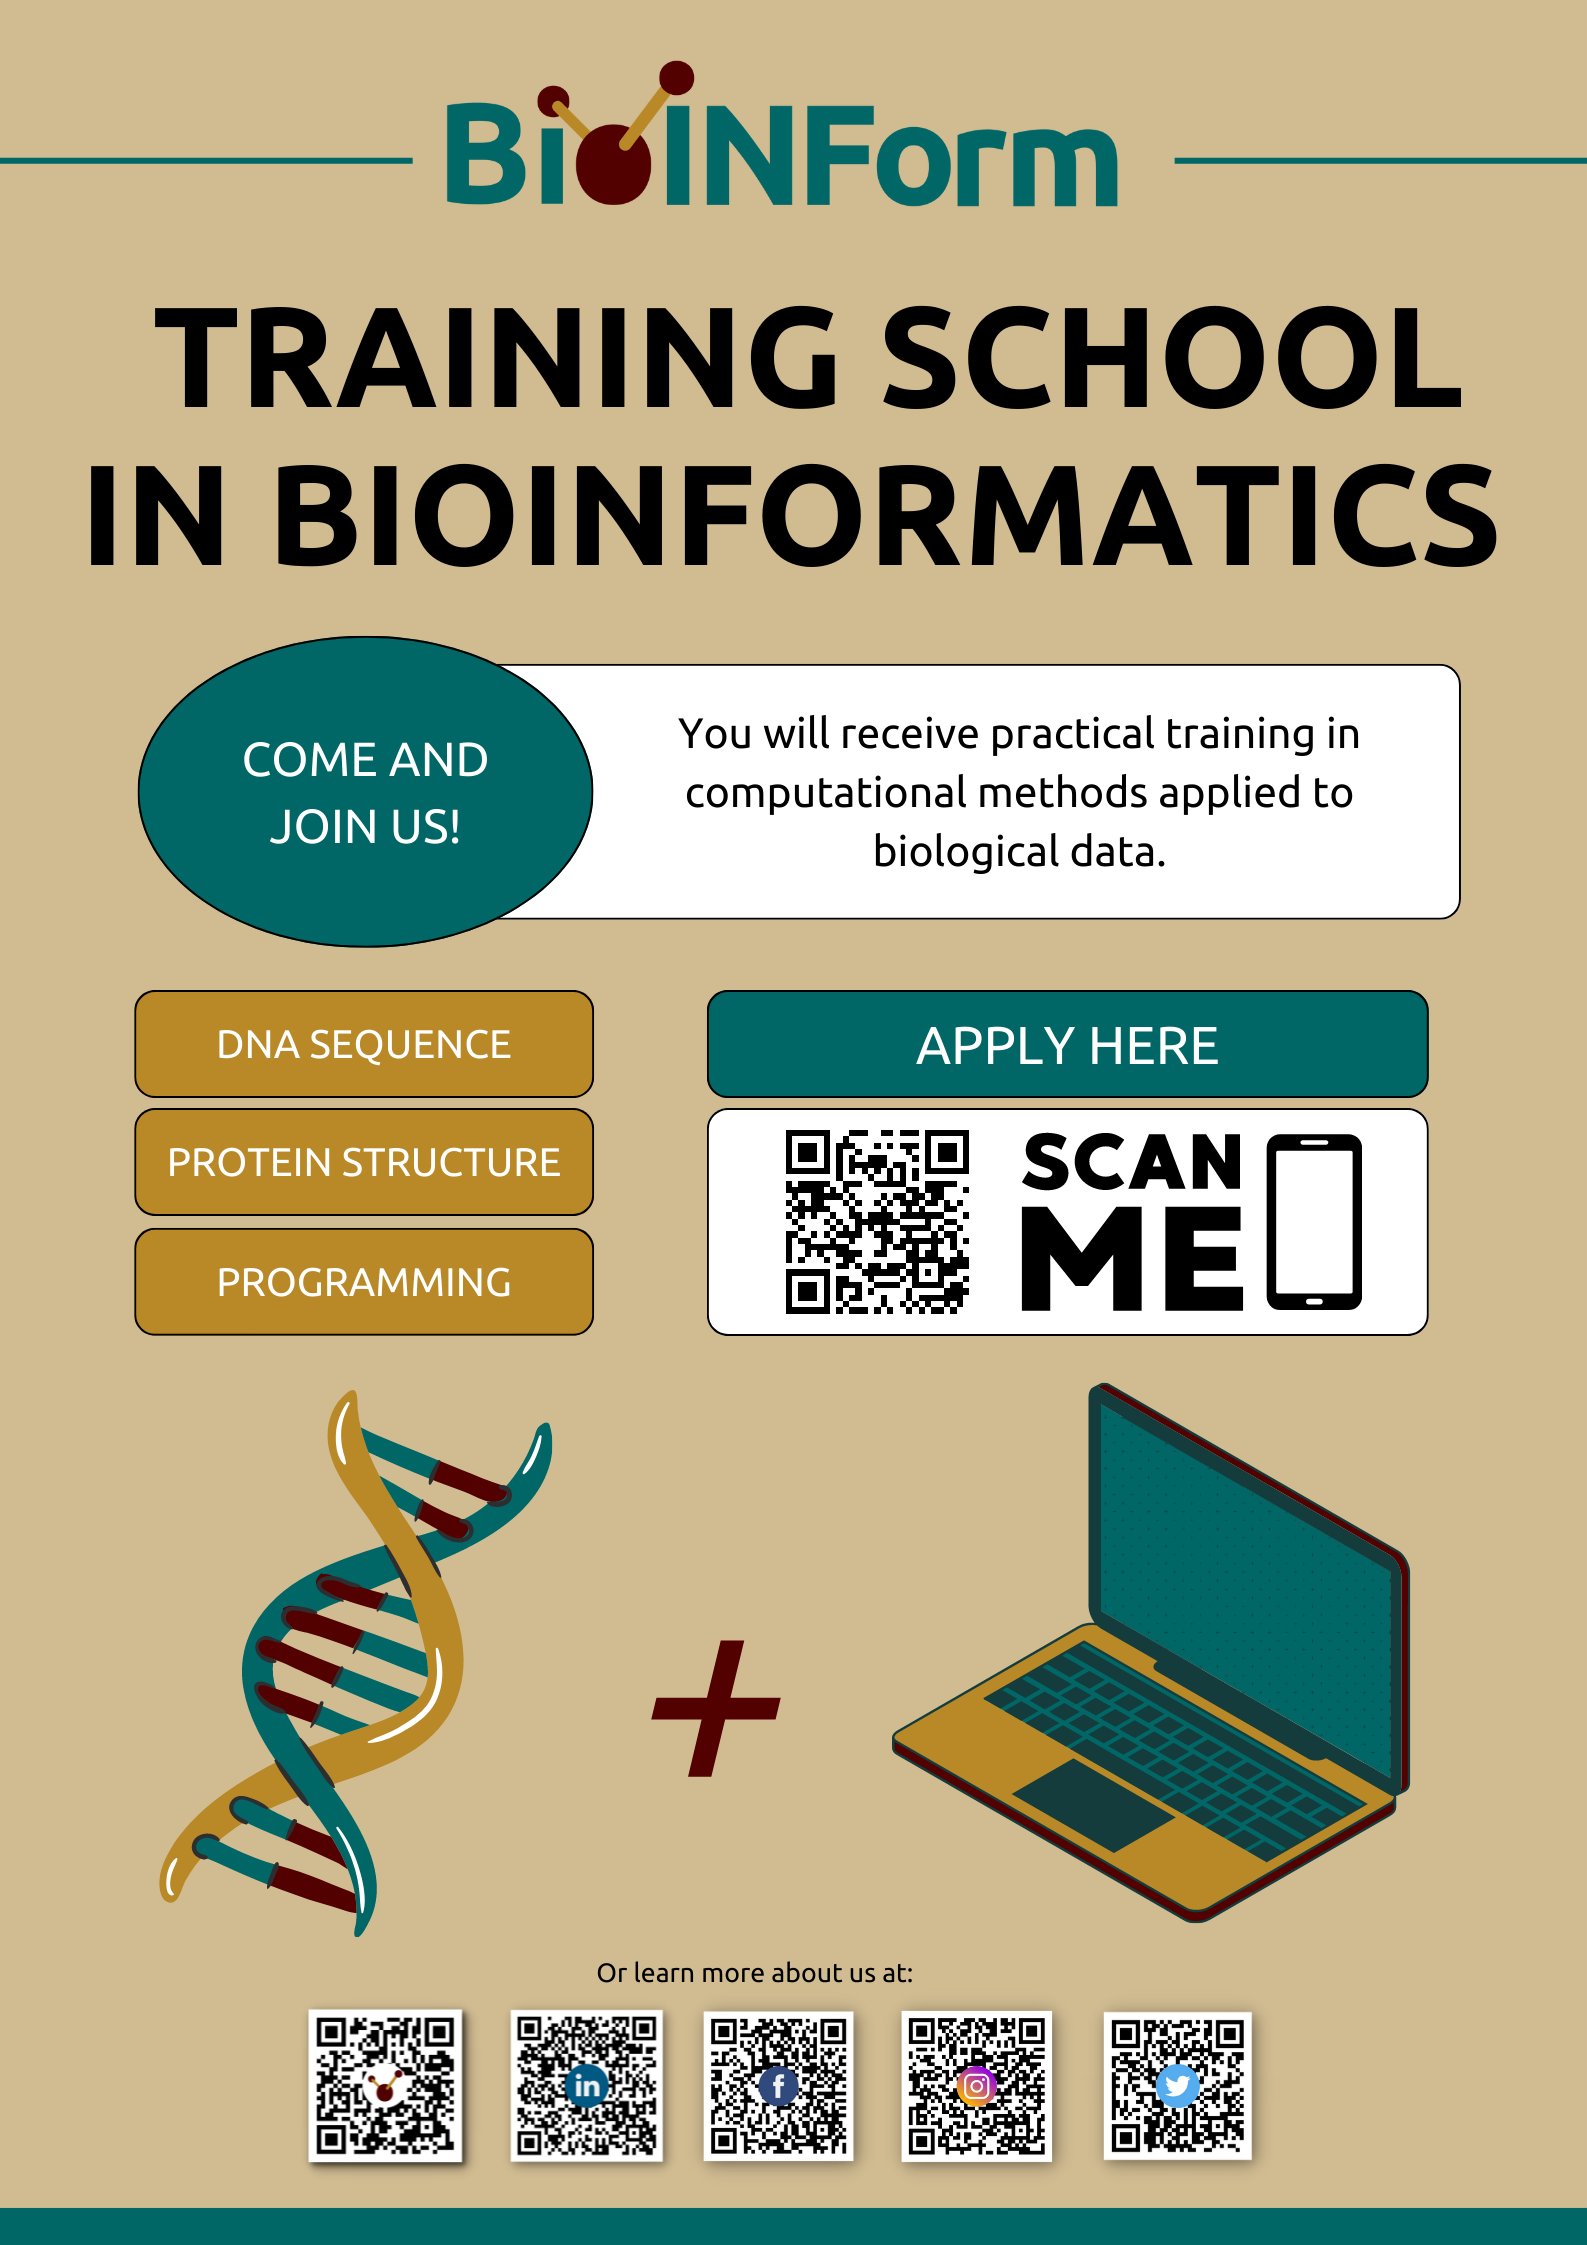 BioINForm
TRAINING SCHOOL
IN BIOINFORMATICS
COME AND
JOIN US!
You will receive practical training in
computational methods applied to
biological data.
DNA SEQUENCE
PROTEIN STRUCTURE
PROGRAMMING
APPLY HERE
SCAN
ME
+
Or learn more about us at:
in
f